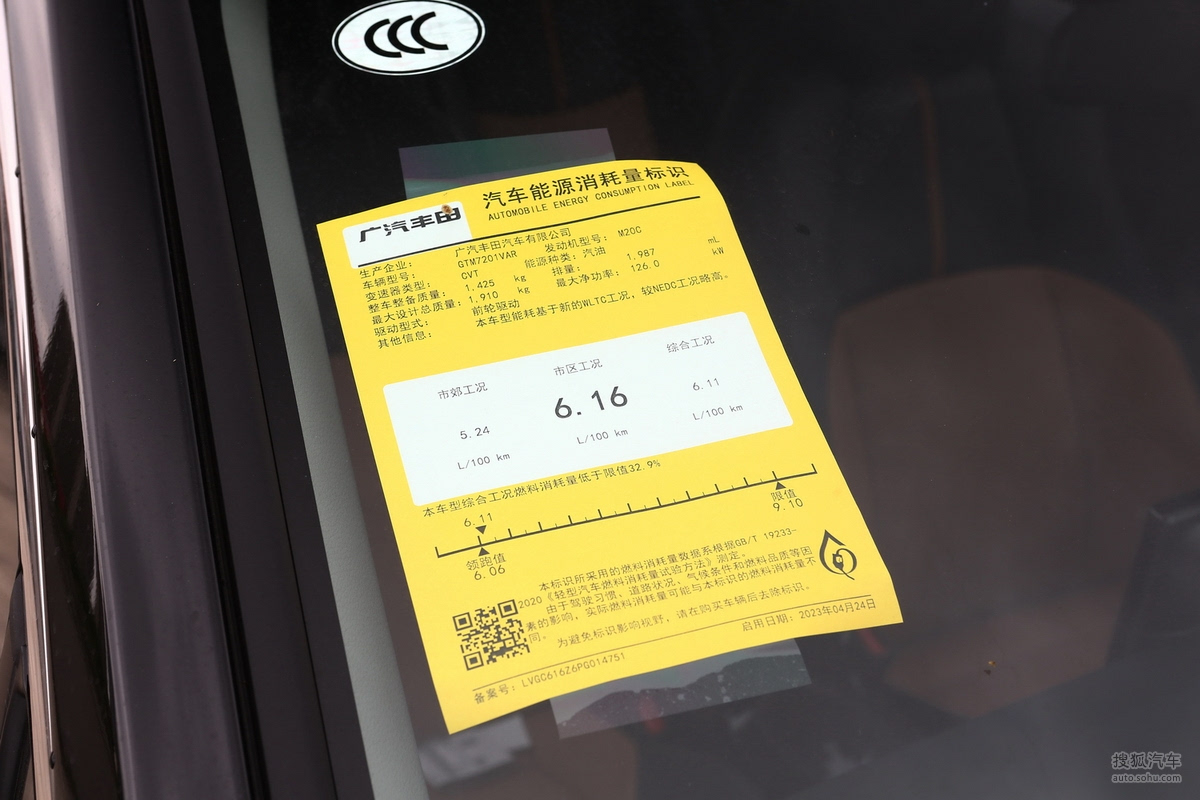 CCC
汽车能源消耗量标识
AUTOMOBILE ENERGY CONSUMPTION LABEL
广汽丰田
生产企业: 广汽丰田汽车有限公司
车辆型号: GTM7201VAR 发动机型号: M20C
变速器类型: CVT 能源种类: 汽油
整车整备质量: 1,425 kg 排量: 1,987 mL
最大设计总质量: 1,910 kg 最大净功率: 126.0 kW
驱动型式: 前轮驱动
其他信息: 本车型能耗基于新的WLTC工况，较NEDC工况略高。
市郊工况 市区工况 综合工况
5.24 6.16 6.11
L/100 km L/100 km L/100 km
本车型综合工况燃料消耗量低于限值32.9%
6.11
领跑值 限值
6.06 9.10
本标识所采用的燃料消耗量数据系根据GB/T 19233-
2020《轻型汽车燃料消耗量试验方法》测定。
由于驾驶习惯、道路状况、气候条件和燃料品质等因
素的影响，实际燃料消耗量可能与本标识的燃料消耗量不
同。
为避免标识影响视野，请在购买车辆后去除标识。
备案号: LVGC616Z6PG014751 启用日期: 2023年04月24日
搜狐汽车
auto.sohu.com